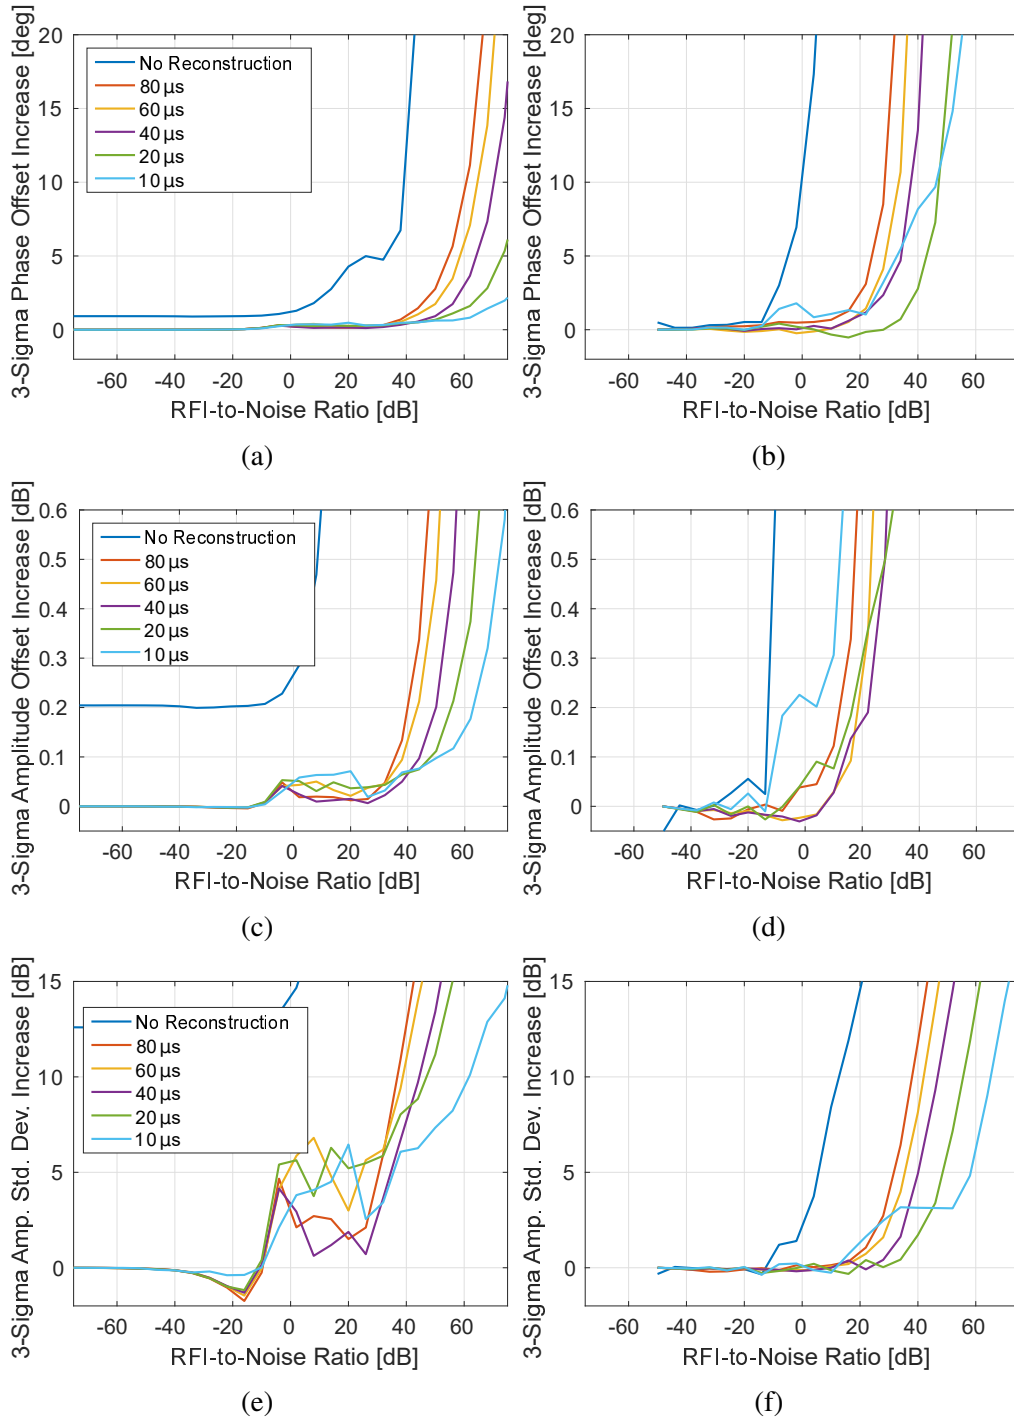 3-Sigma Phase Offset Increase [deg]
20
15
10
5
0
No Reconstruction
80 µs
60 µs
40 µs
20 µs
10 µs
-60 -40 -20 0 20 40 60
RFI-to-Noise Ratio [dB]
(a)
3-Sigma Phase Offset Increase [deg]
20
15
10
5
0
-60 -40 -20 0 20 40 60
RFI-to-Noise Ratio [dB]
(b)
3-Sigma Amplitude Offset Increase [dB]
0.6
0.5
0.4
0.3
0.2
0.1
0
No Reconstruction
80 µs
60 µs
40 µs
20 µs
10 µs
-60 -40 -20 0 20 40 60
RFI-to-Noise Ratio [dB]
(c)
3-Sigma Amplitude Offset Increase [dB]
0.6
0.5
0.4
0.3
0.2
0.1
0
-60 -40 -20 0 20 40 60
RFI-to-Noise Ratio [dB]
(d)
3-Sigma Amp. Std. Dev. Increase [dB]
15
10
5
0
No Reconstruction
80 µs
60 µs
40 µs
20 µs
10 µs
-60 -40 -20 0 20 40 60
RFI-to-Noise Ratio [dB]
(e)
3-Sigma Amp. Std. Dev. Increase [dB]
15
10
5
0
-60 -40 -20 0 20 40 60
RFI-to-Noise Ratio [dB]
(f)